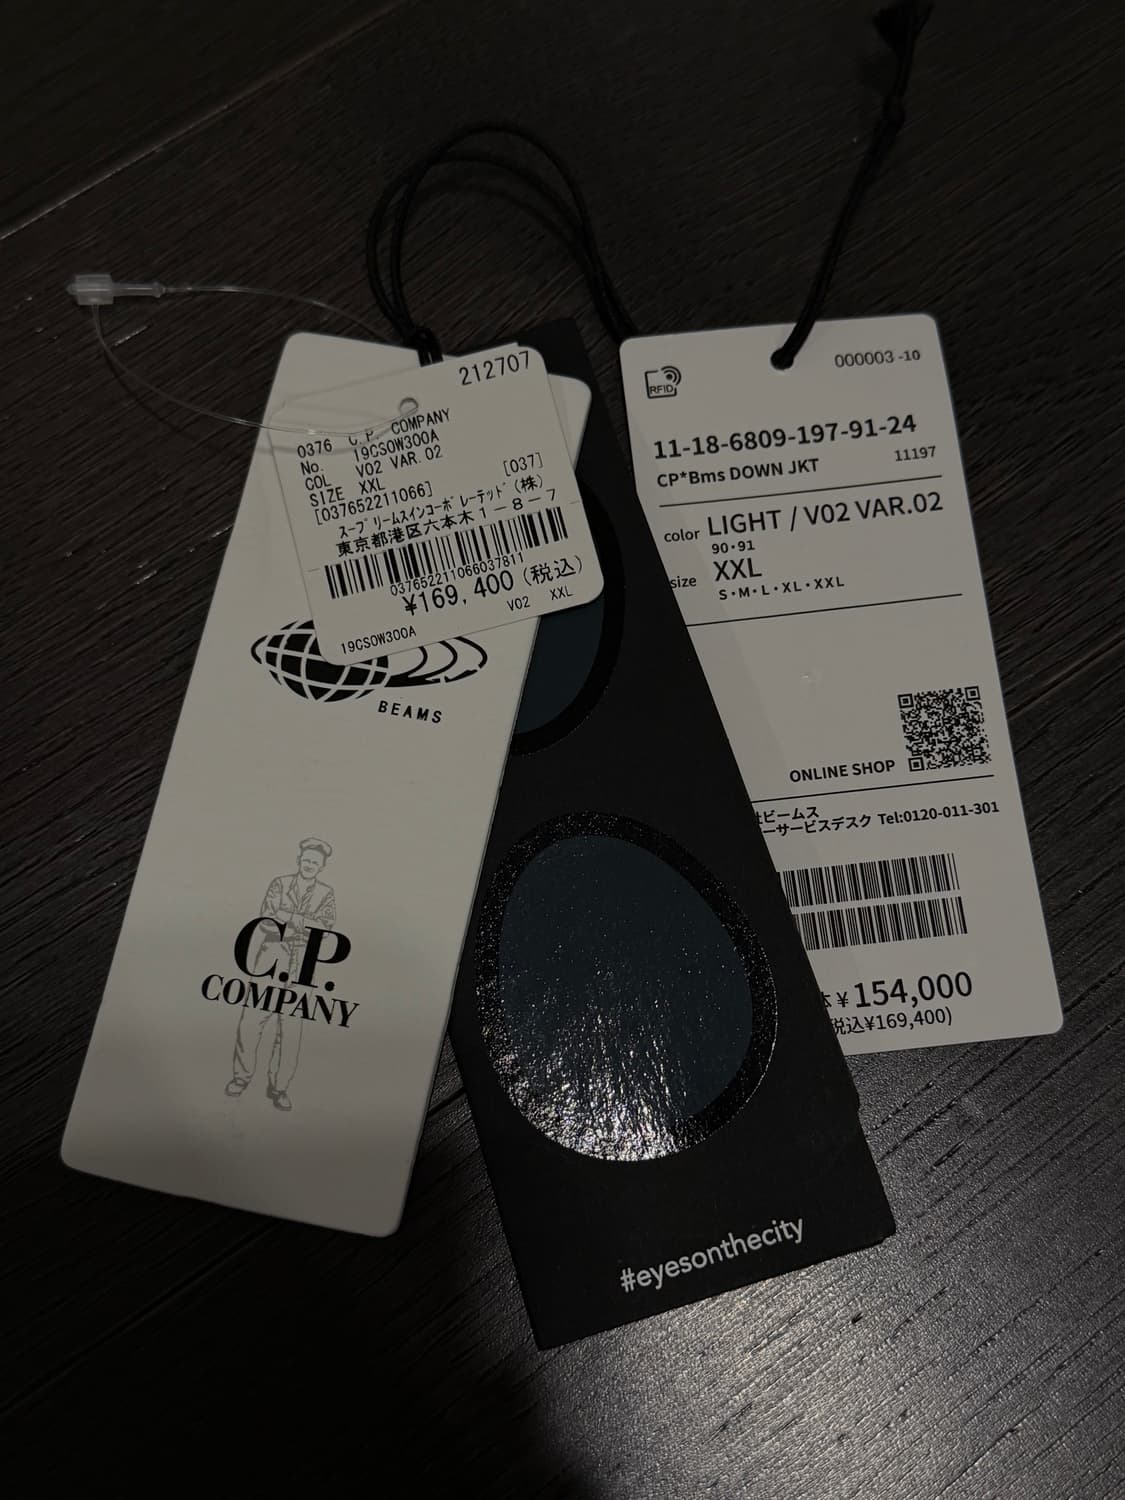 212707
0376 C.P. COMPANY
No. 19CSOW300A
COL V02 VAR.02
SIZE XXL [037]
[037652211066]
スープリームスインコーポレーテッド(株)
東京都港区六本木1-8-7
037652211066037811
¥169,400(税込)
V02 XXL
19CSOW300A
BEAMS
C.P.
COMPANY
#eyesonthecity
RFID
000003 -10
11-18-6809-197-91-24
CP*Bms DOWN JKT 11197
color LIGHT / V02 VAR.02
90・91
size XXL
S・M・L・XL・XXL
ONLINE SHOP
ビームス
サービスデスク Tel:0120-011-301
体¥154,000
税込¥169,400)